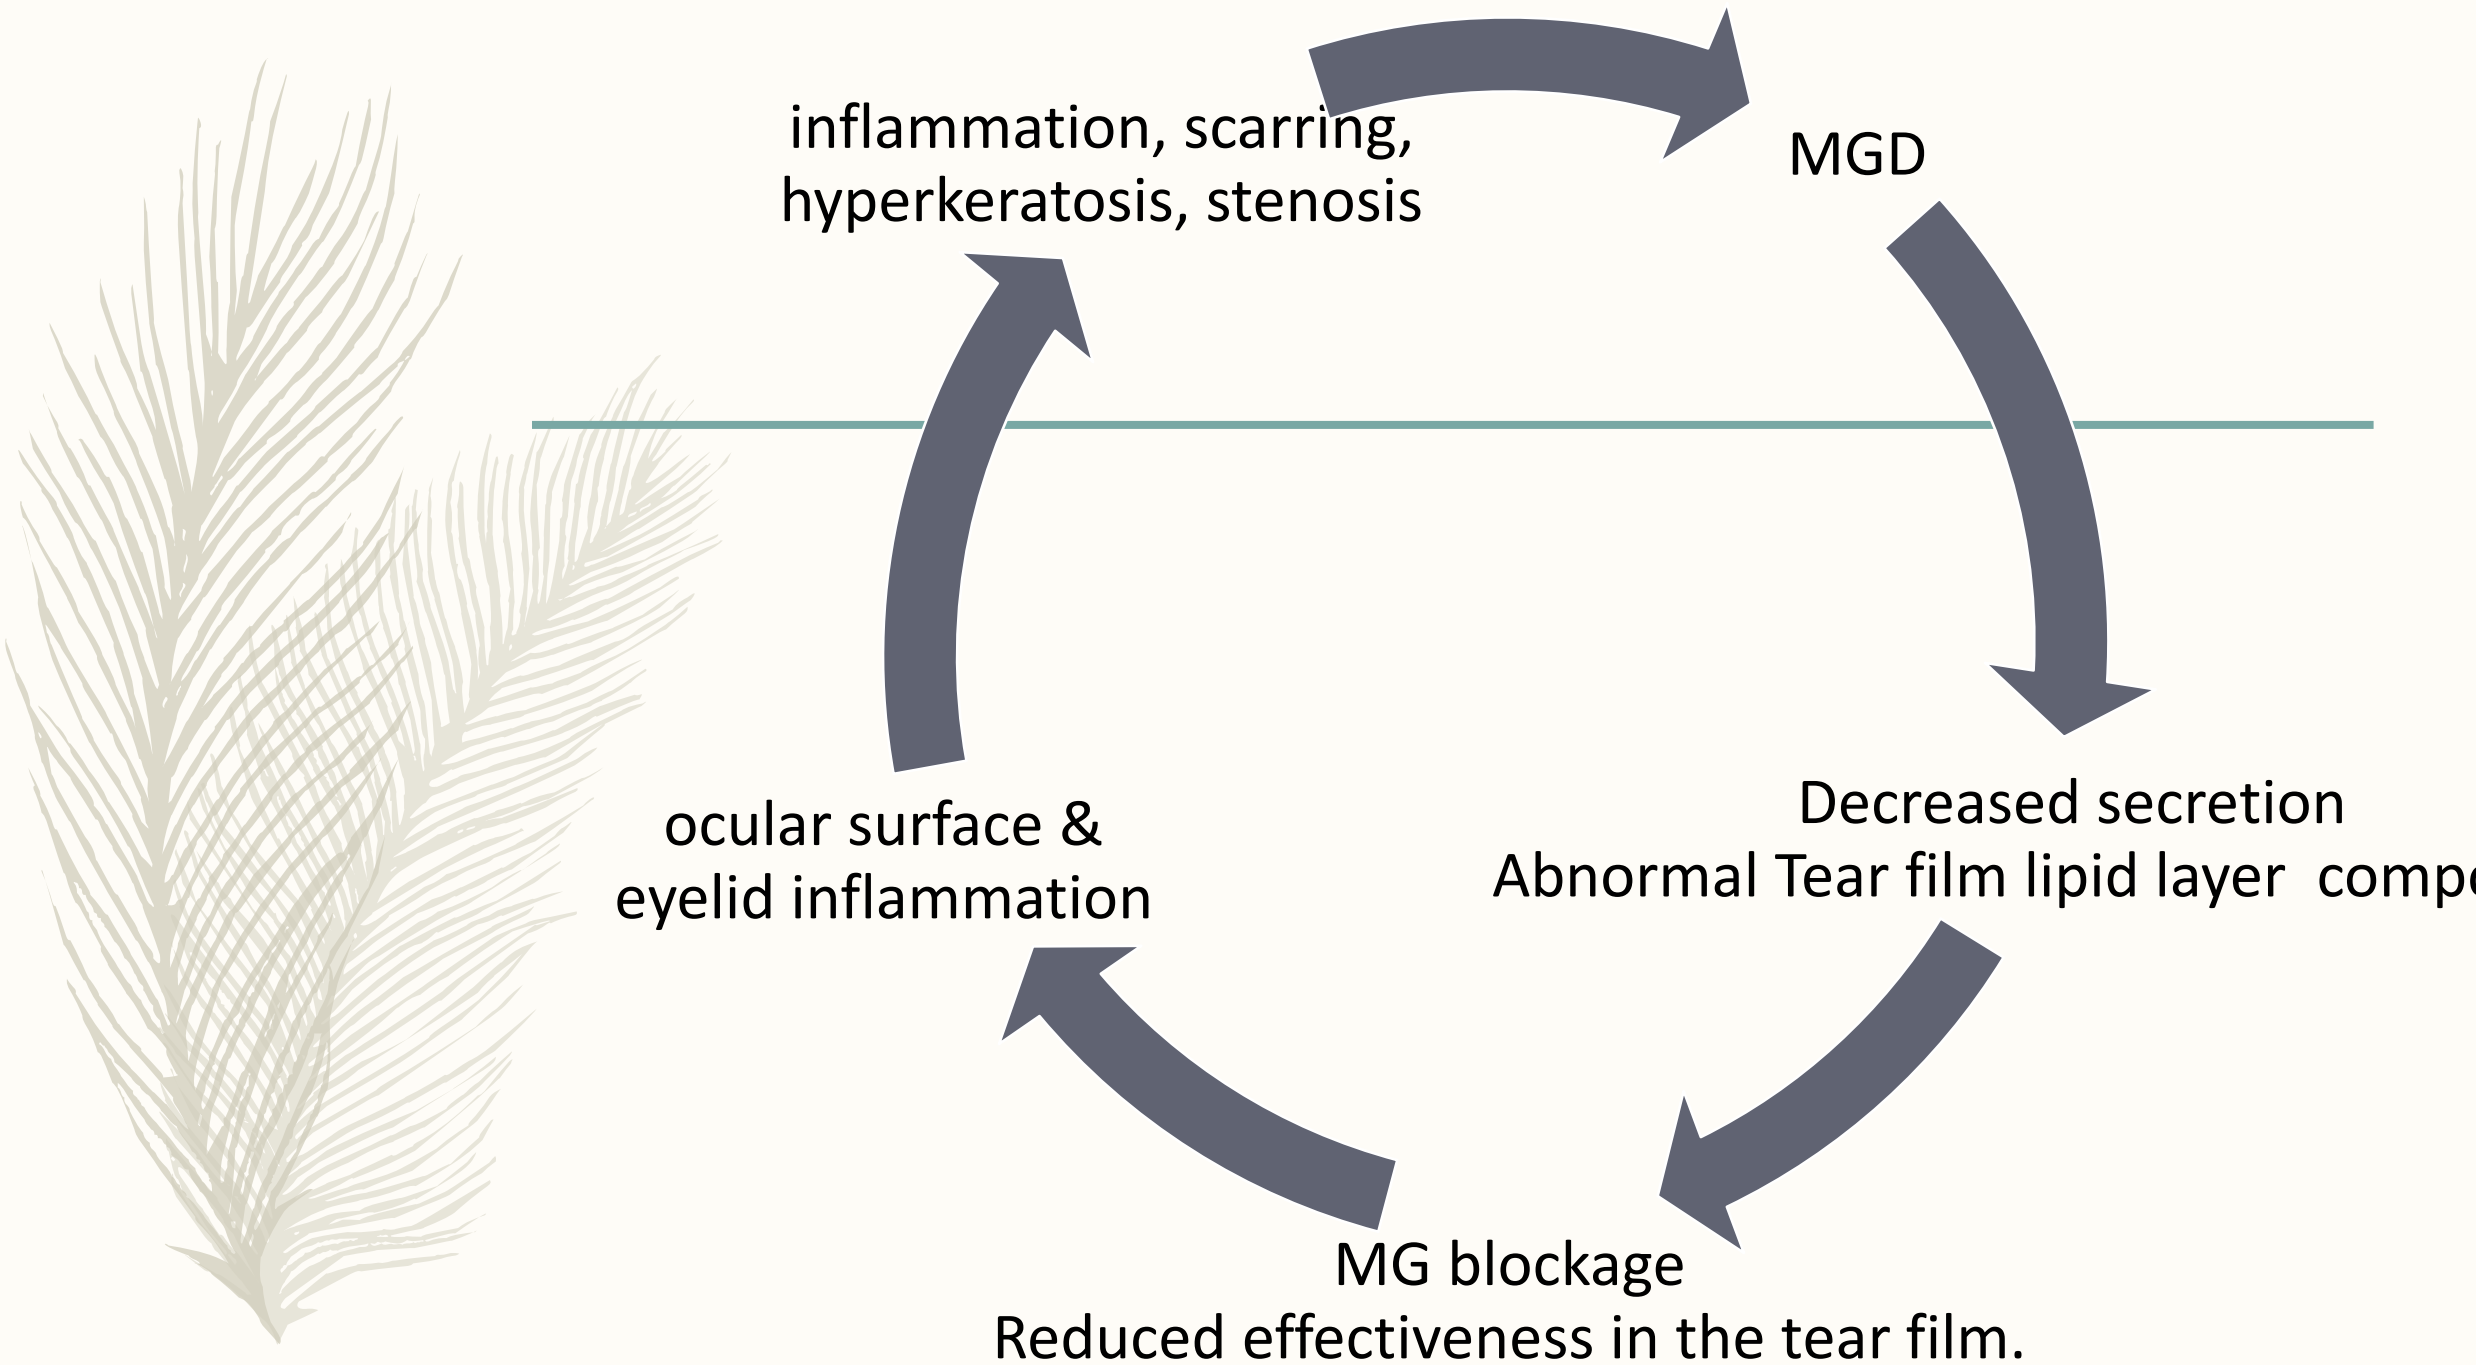 inflammation, scarring,
hyperkeratosis, stenosis
MGD
Decreased secretion
Abnormal Tear film lipid layer
MG blockage
Reduced effectiveness in the tear film.
ocular surface &
eyelid inflammation